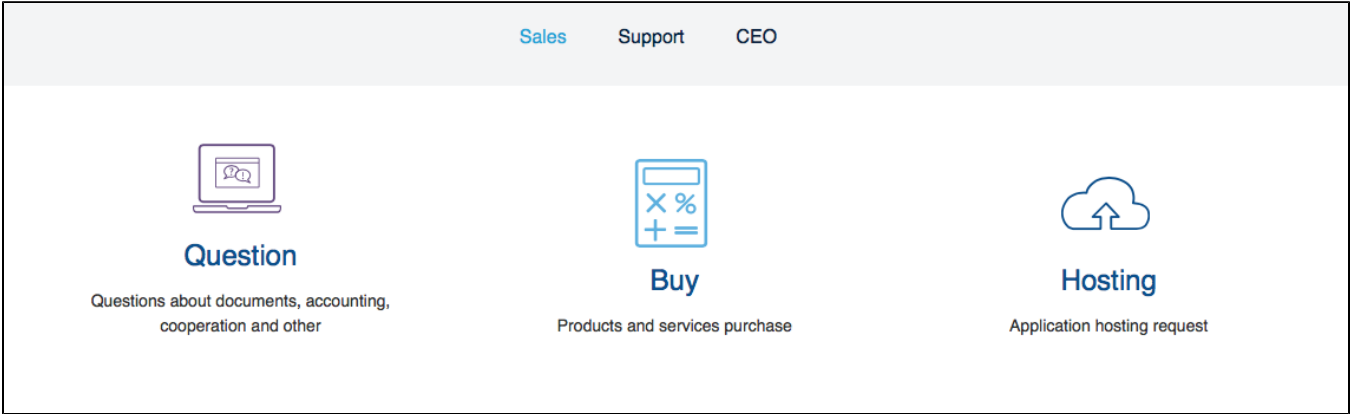 Sales Support CEO
Question
Questions about documents, accounting,
cooperation and other
Buy
Products and services purchase
Hosting
Application hosting request